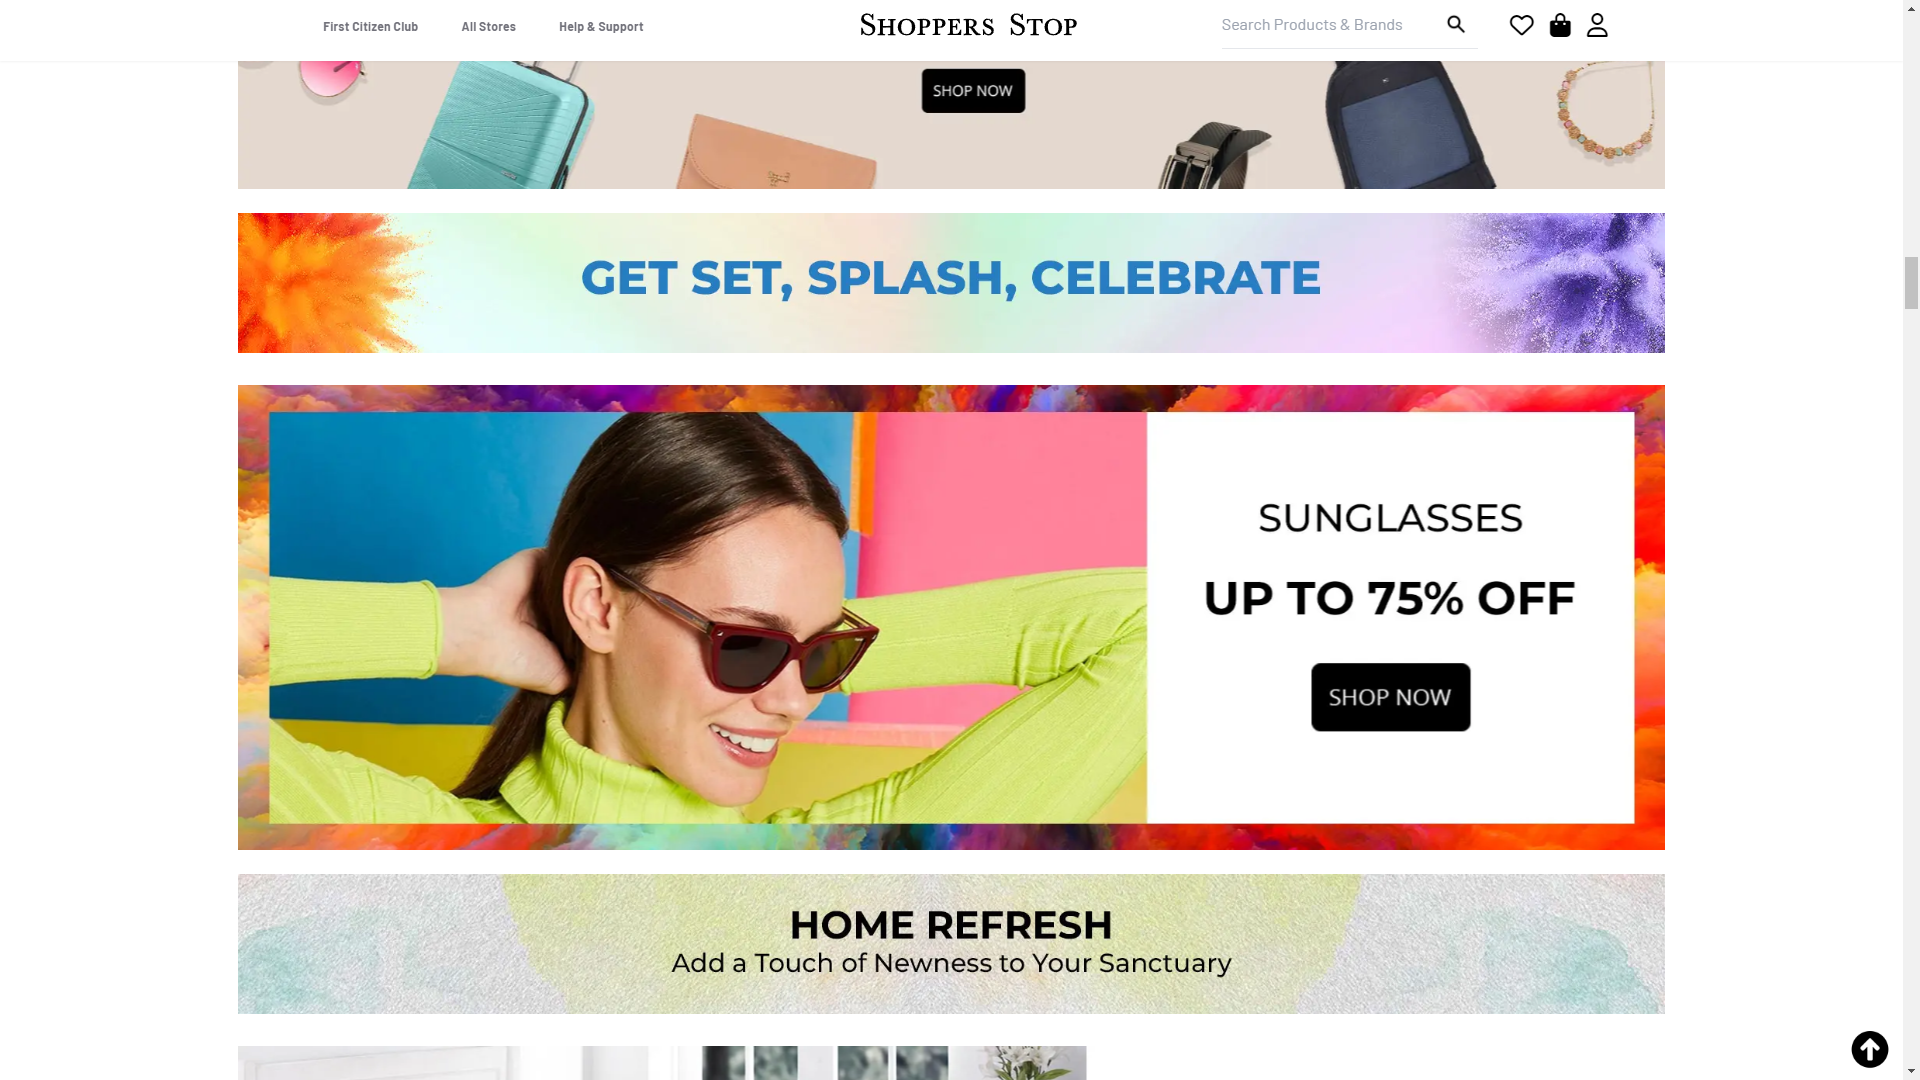 First Citizen Club
All Stores
Help & Support
SHOPPERS STOP
Search Products & Brands
SHOP NOW
GET SET, SPLASH, CELEBRATE
SUNGLASSES
UP TO 75% OFF
SHOP NOW
HOME REFRESH
Add a Touch of Newness to Your Sanctuary